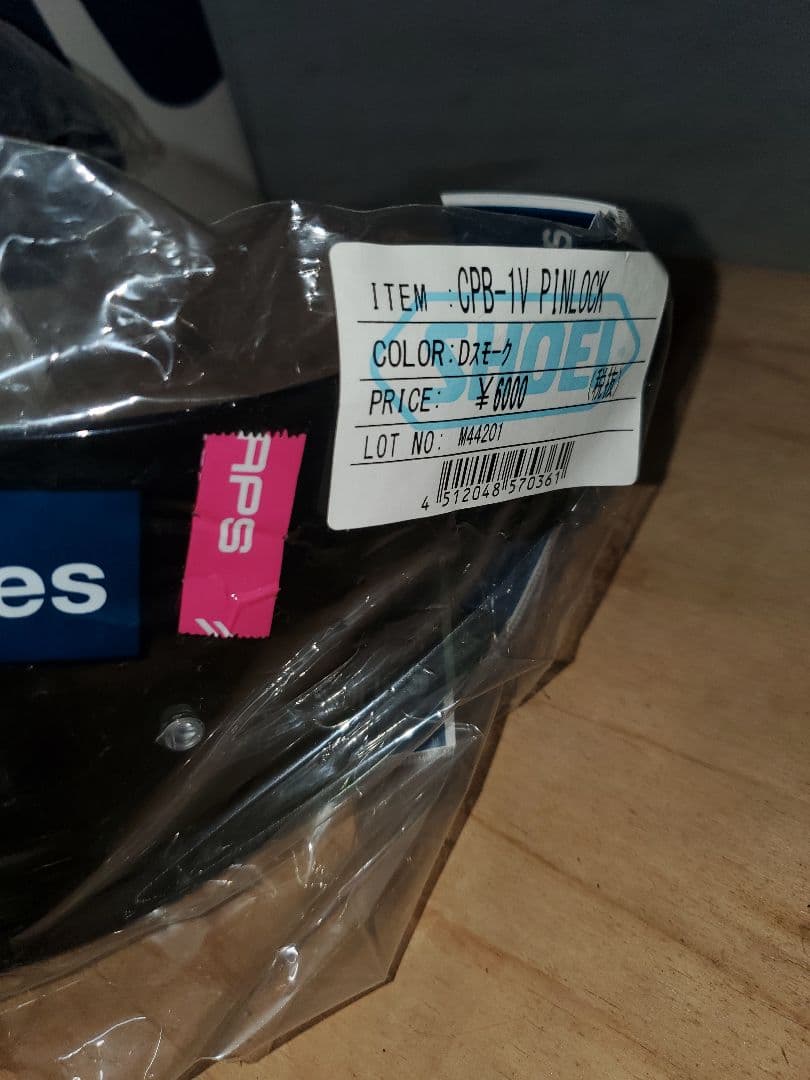 S
ITEM :CPB-1V PINLOCK
SHOEI
COLOR:Dスモーク
PRICE: ¥6000 (税抜)
LOT NO: M44201
4 512048 570361
APS
es